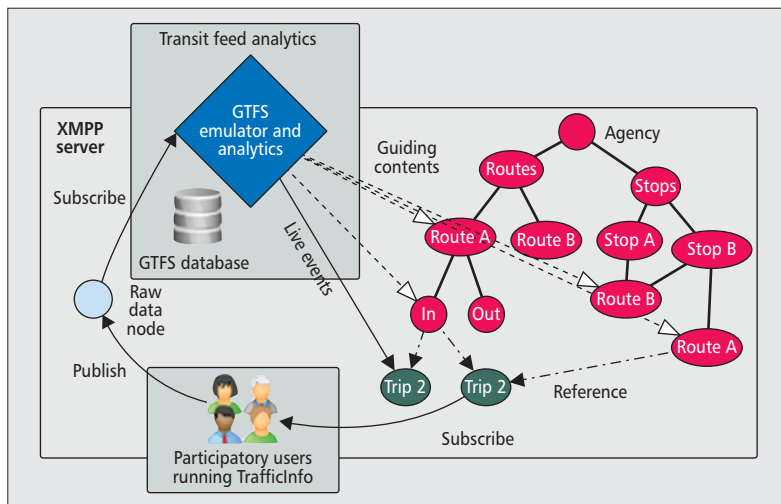 Transit feed analytics
XMPP
server
GTFS
emulator and
analytics
Guiding
contents
Agency
Routes
Stops
Subscribe
Live events
Route A
Route B
Stop A
Stop B
GTFS database
Raw
data
node
In
Out
Route B
Route A
Publish
Trip 2
Trip 2
Reference
Subscribe
Participatory users
running TrafficInfo